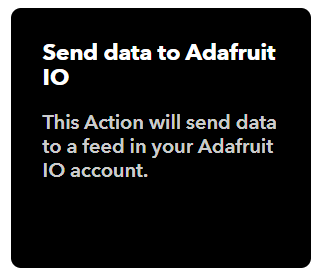 Send data to Adafruit
IO
This Action will send data
to a feed in your Adafruit
IO account.